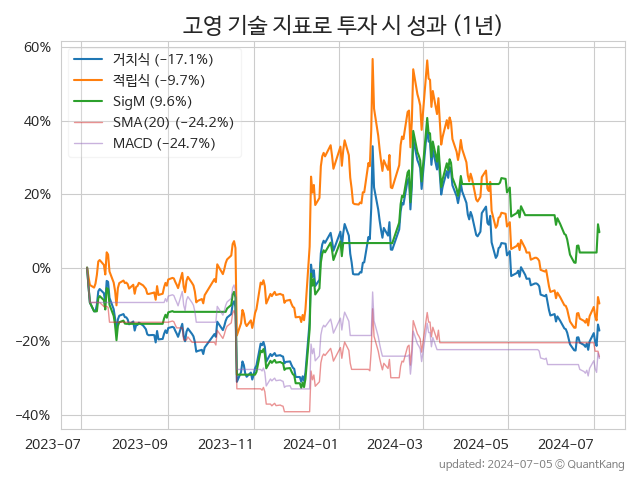 고영 기술 지표로 투자 시 성과 (1년)
60%
40%
20%
0%
−20%
−40%
거치식 (−17.1%)
적립식 (−9.7%)
SigM (9.6%)
SMA(20) (−24.2%)
MACD (−24.7%)
2023−07 2023−09 2023−11 2024−01 2024−03 2024−05 2024−07
updated: 2024-07-05 © QuantKang